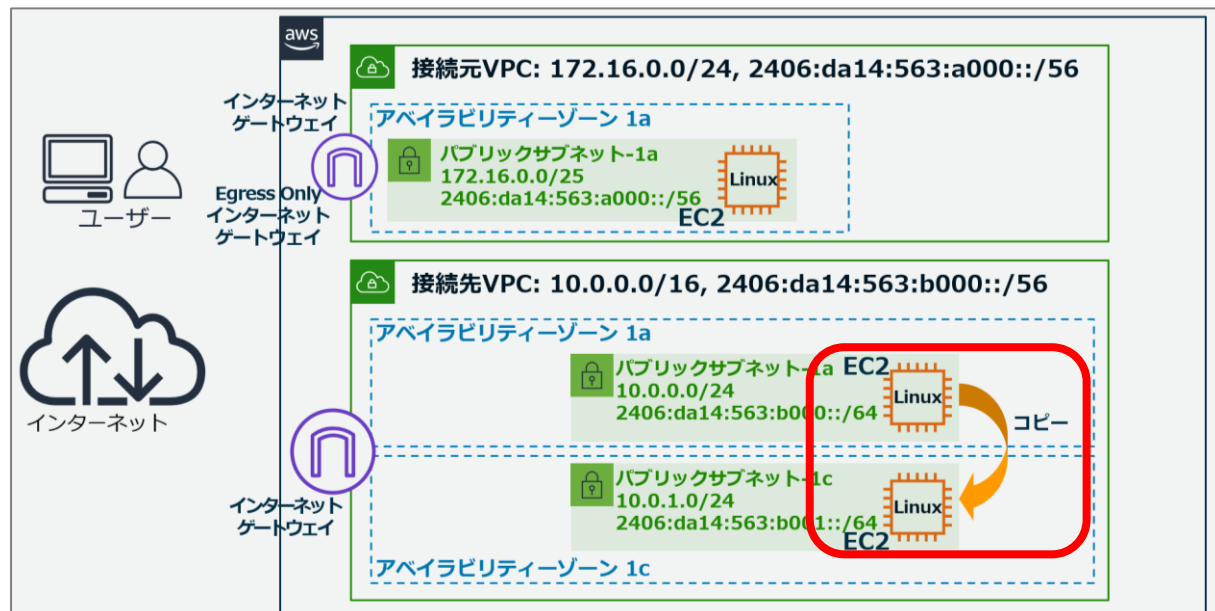 aws
接続元VPC: 172.16.0.0/24, 2406:da14:563:a000::/56
インターネット
ゲートウェイ
アベイラビリティーゾーン 1a
パブリックサブネット-1a
172.16.0.0/25
2406:da14:563:a000::/56
Linux
EC2
Egress Only
インターネット
ゲートウェイ
ユーザー
接続先VPC: 10.0.0.0/16, 2406:da14:563:b000::/56
アベイラビリティーゾーン 1a
パブリックサブネット-1a
10.0.0.0/24
2406:da14:563:b000::/64
EC2
Linux
コピー
インターネット
パブリックサブネット-1c
10.0.1.0/24
2406:da14:563:b001::/64
Linux
EC2
インターネット
ゲートウェイ
アベイラビリティーゾーン 1c